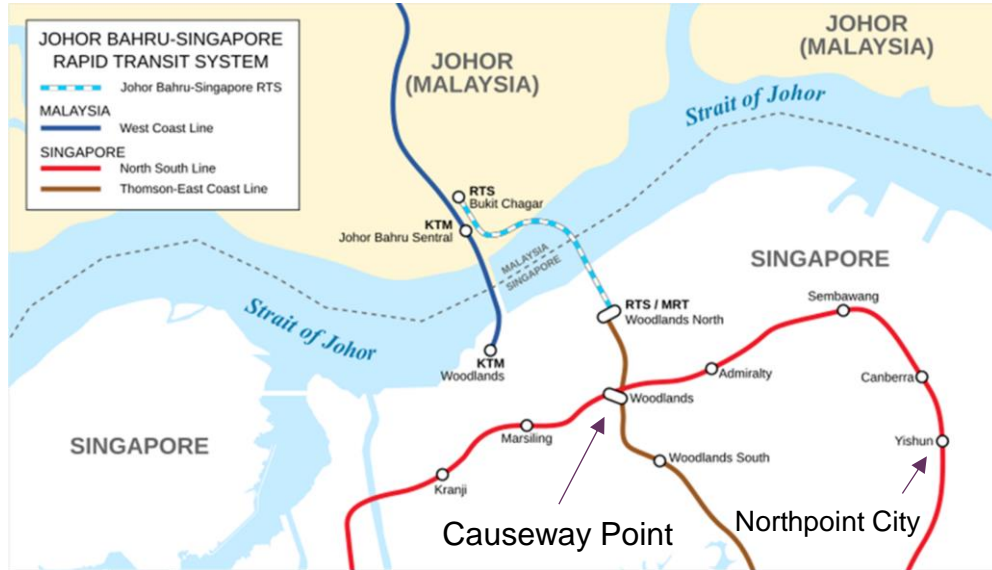 JOHOR BAHRU-SINGAPORE
RAPID TRANSIT SYSTEM
Johor Bahru-Singapore RTS
MALAYSIA
West Coast Line
SINGAPORE
North South Line
Thomson-East Coast Line
JOHOR
(MALAYSIA)
JOHOR
(MALAYSIA)
Strait of Johor
RTS
Bukit Chagar
KTM
Johor Bahru Sentral
MALAYSIA
SINGAPORE
SINGAPORE
Strait of Johor
RTS / MRT
Woodlands North
Sembawang
KTM
Woodlands
Admiralty
Canberra
Woodlands
SINGAPORE
Marsiling
Yishun
Woodlands South
Kranji
Causeway Point
Northpoint City